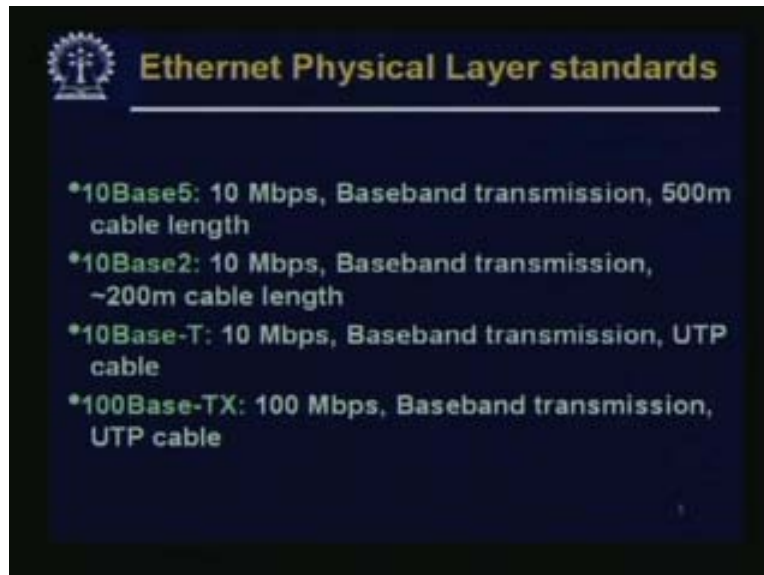 Ethernet Physical Layer standards
•10Base5: 10 Mbps, Baseband transmission, 500m
cable length
•10Base2: 10 Mbps, Baseband transmission,
~200m cable length
•10Base-T: 10 Mbps, Baseband transmission, UTP
cable
•100Base-TX: 100 Mbps, Baseband transmission,
UTP cable